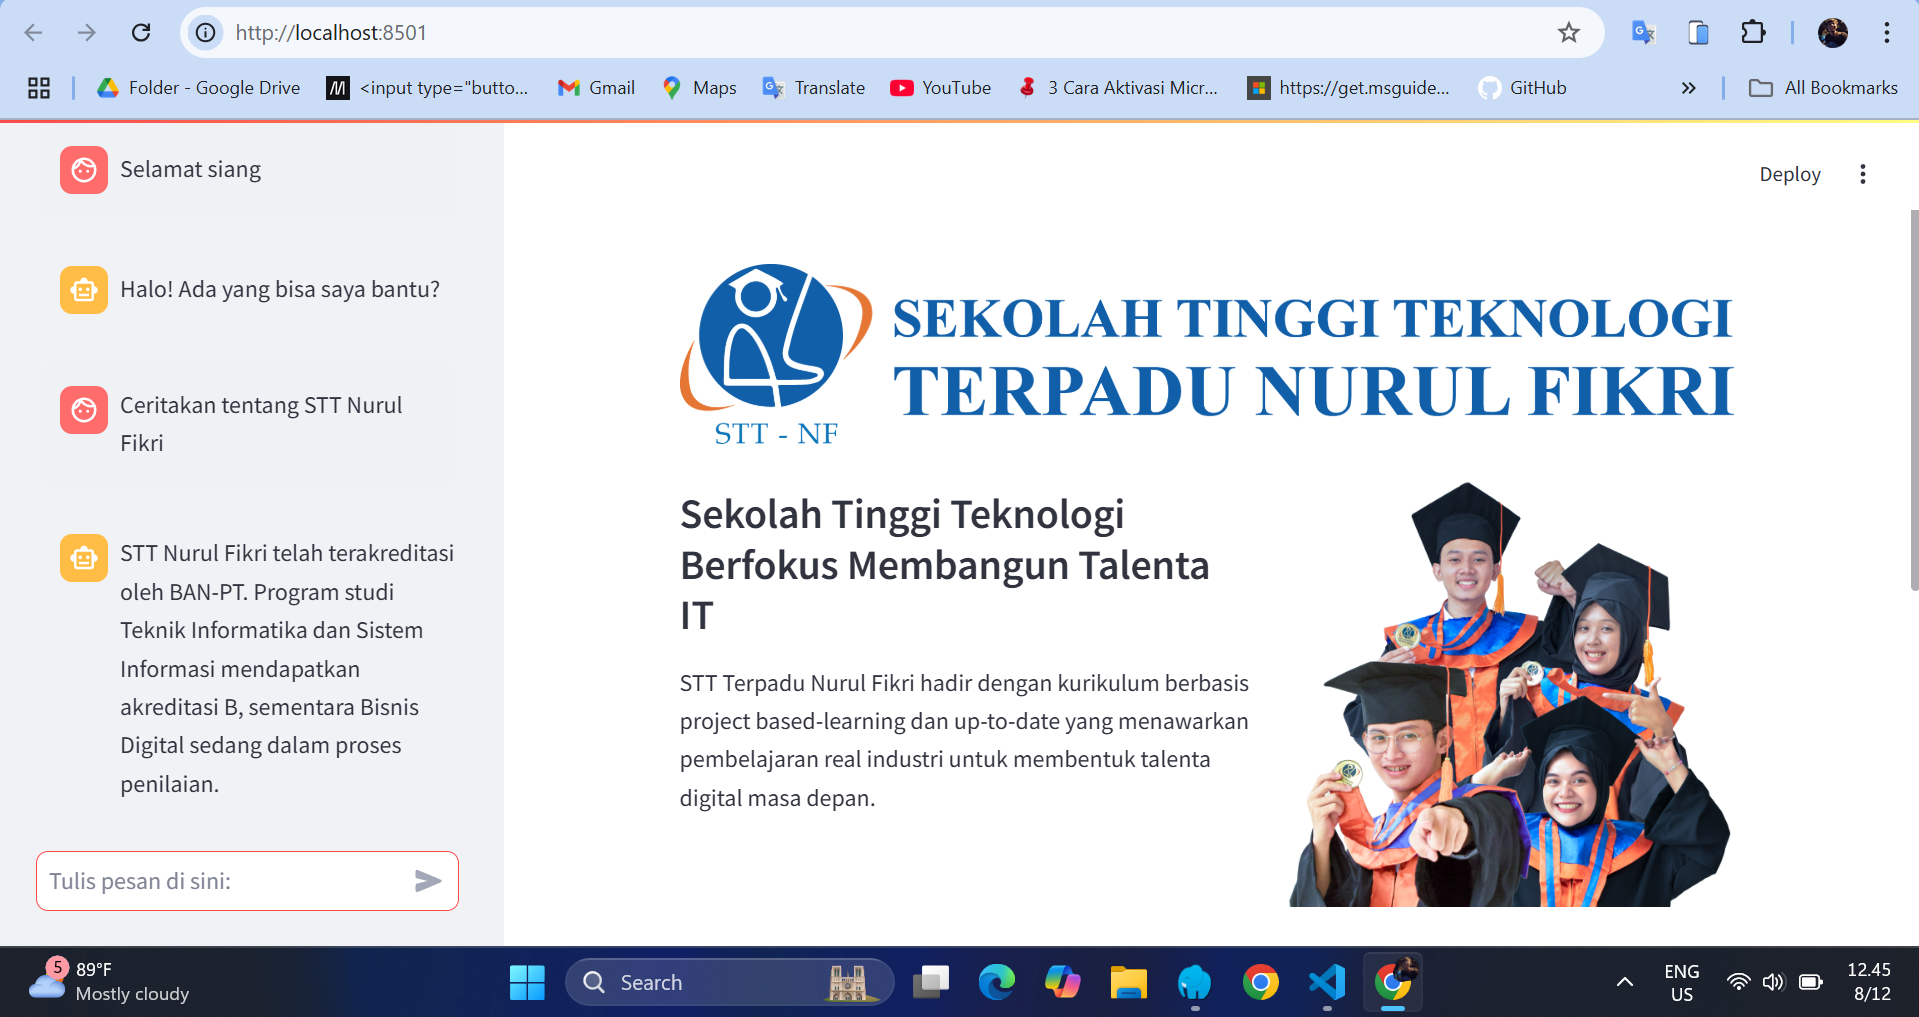 http://localhost:8501
Folder - Google Drive
<input type="butto...
Gmail
Maps
Translate
YouTube
3 Cara Aktivasi Micr...
https://get.msguide...
GitHub
All Bookmarks
Selamat siang
Halo! Ada yang bisa saya bantu?
Ceritakan tentang STT Nurul
Fikri
STT Nurul Fikri telah terakreditasi
oleh BAN-PT. Program studi
Teknik Informatika dan Sistem
Informasi mendapatkan
akreditasi B, sementara Bisnis
Digital sedang dalam proses
penilaian.
Tulis pesan di sini:
Deploy
SEKOLAH TINGGI TEKNOLOGI
TERPADU NURUL FIKRI
STT - NF
Sekolah Tinggi Teknologi
Berfokus Membangun Talenta
IT
STT Terpadu Nurul Fikri hadir dengan kurikulum berbasis
project based-learning dan up-to-date yang menawarkan
pembelajaran real industri untuk membentuk talenta
digital masa depan.
5
89°F
Mostly cloudy
Search
ENG
US
12.45
8/12